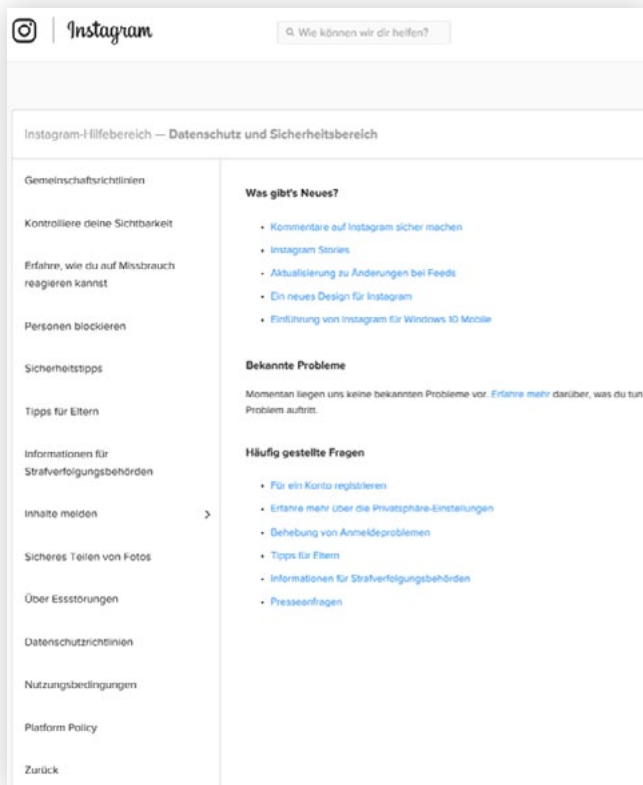 Instagram
Wie können wir dir helfen?
Instagram-Hilfebereich — Datenschutz und Sicherheitsbereich
Gemeinschaftsrichtlinien
Kontrolliere deine Sichtbarkeit
Erfahre, wie du auf Missbrauch
reagieren kannst
Personen blockieren
Sicherheitstipps
Tipps für Eltern
Informationen für
Strafverfolgungsbehörden
Inhalte melden
Sicheres Teilen von Fotos
Über Essstörungen
Datenschutzrichtlinien
Nutzungsbedingungen
Platform Policy
Zurück
Was gibt's Neues?
• Kommentare auf Instagram sicher machen
• Instagram Stories
• Aktualisierung zu Änderungen bei Feeds
• Ein neues Design für Instagram
• Einführung von Instagram für Windows 10 Mobile
Bekannte Probleme
Momentan liegen uns keine bekannten Probleme vor. Erfahre mehr darüber, was du tun
Problem auftritt.
Häufig gestellte Fragen
• Für ein Konto registrieren
• Erfahre mehr über die Privatsphäre-Einstellungen
• Behebung von Anmeldeproblemen
• Tipps für Eltern
• Informationen für Strafverfolgungsbehörden
• Presseanfragen